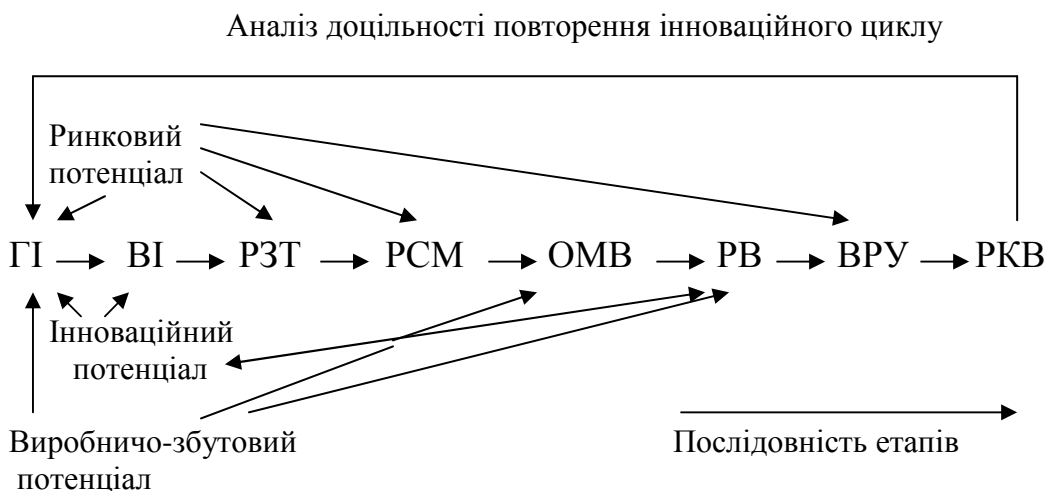 Аналіз доцільності повторення інноваційного циклу
Ринковий
потенціал
ГІ ВІ РЗТ РСМ ОМВ РВ ВРУ РКВ
Інноваційний
потенціал
Виробничо-збутовий
потенціал
Послідовність етапів